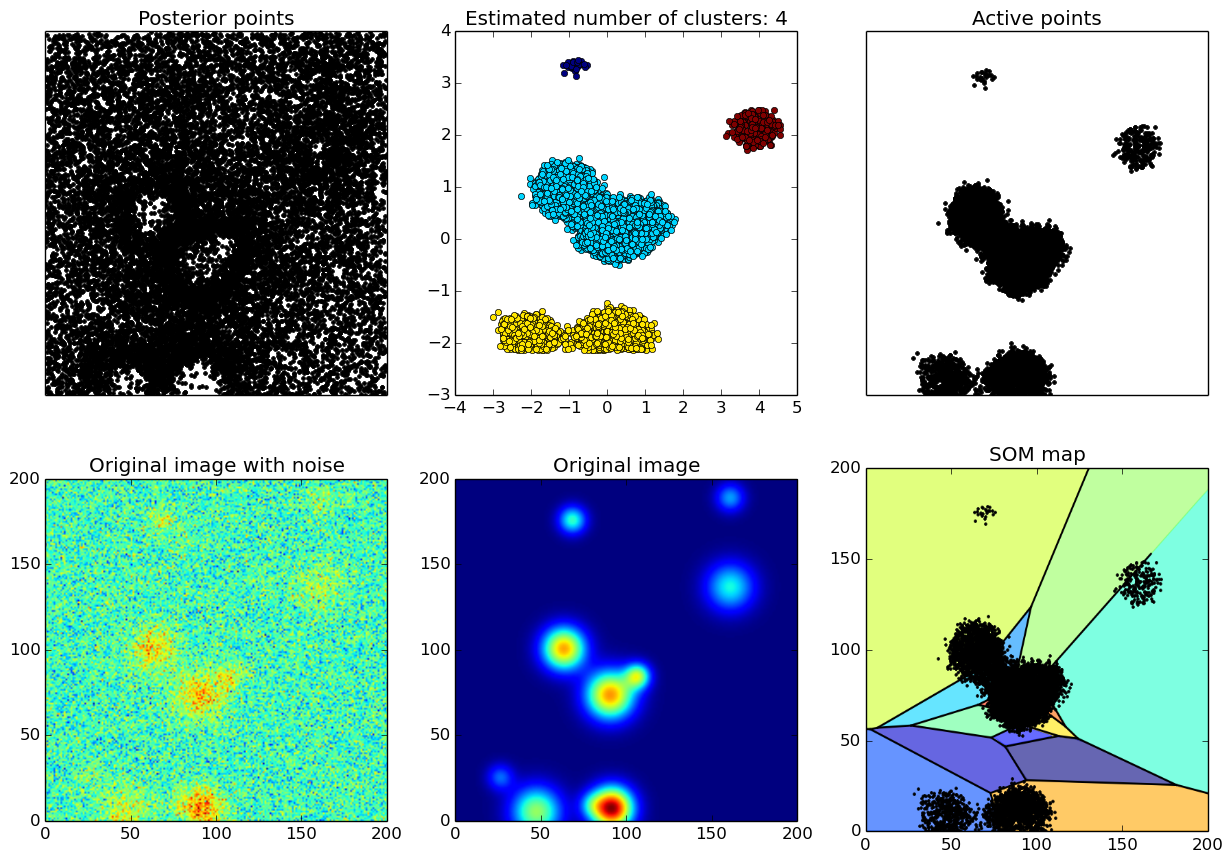 Posterior points
Estimated number of clusters: 4
Active points
4
3
2
1
0
−1
−2
−3
−4 −3 −2 −1 0 1 2 3 4 5
Original image with noise
Original image
SOM map
200
150
100
50
0
0 50 100 150 200
200
150
100
50
0
0 50 100 150 200
200
150
100
50
0
0 50 100 150 200